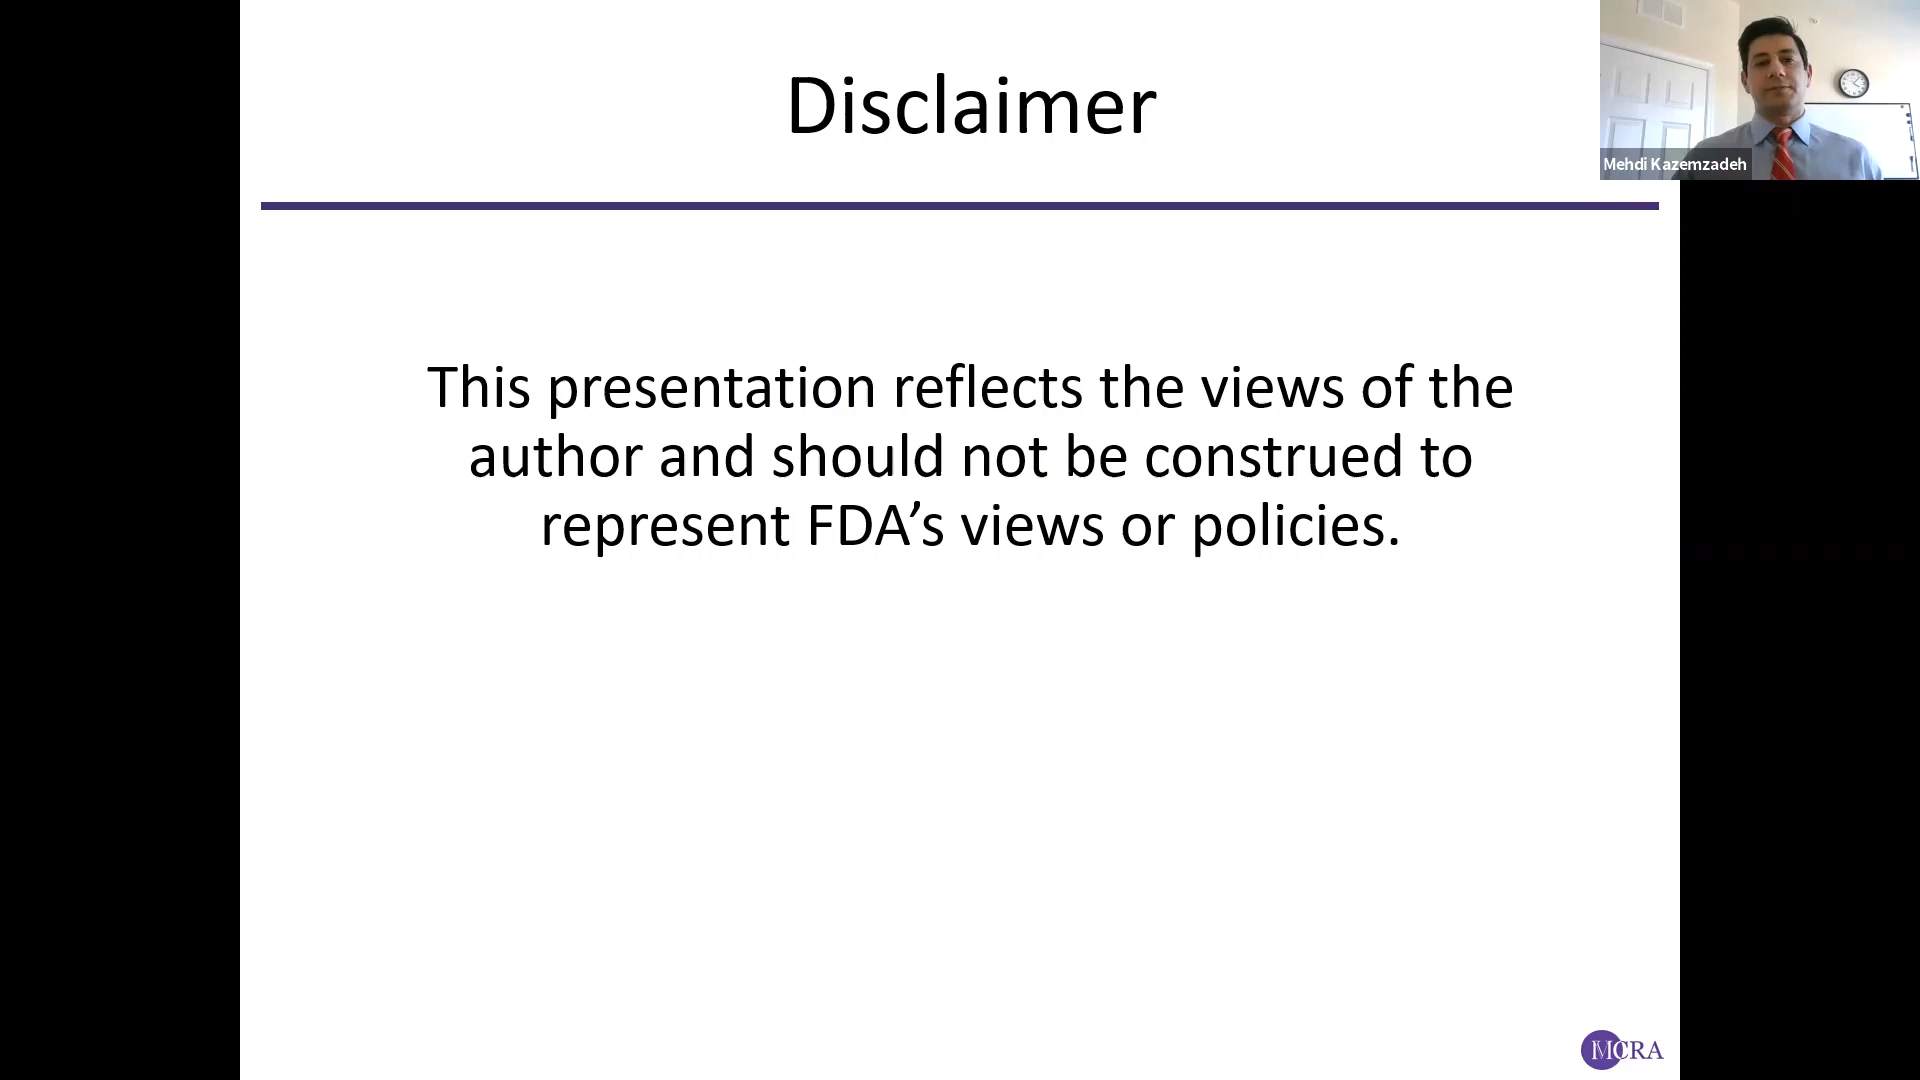 Disclaimer
Mehdi Kazemzadeh
This presentation reflects the views of the
author and should not be construed to
represent FDA’s views or policies.
MCRA